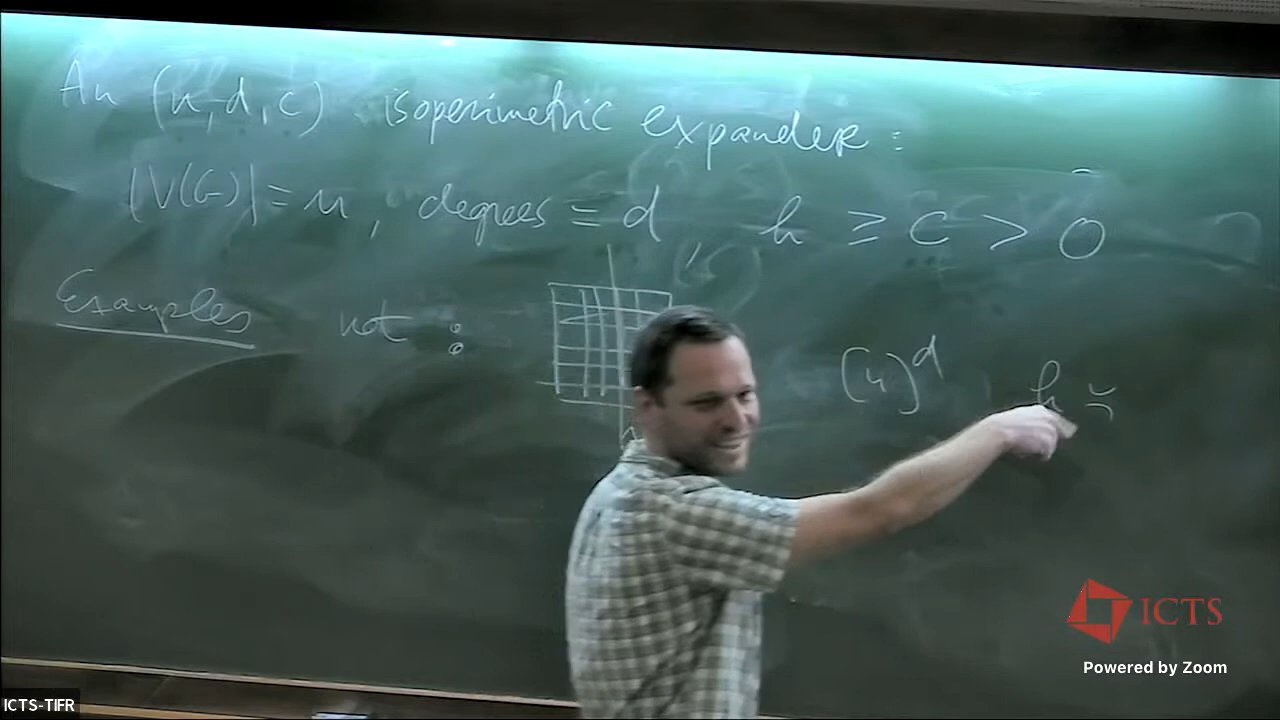 An (n,d,c) isoperimetric expander :
|V(G)| = n, degrees = d h ≥ c > 0
Examples not :
(n)^d h ≍
ICTS
Powered by Zoom
ICTS-TIFR